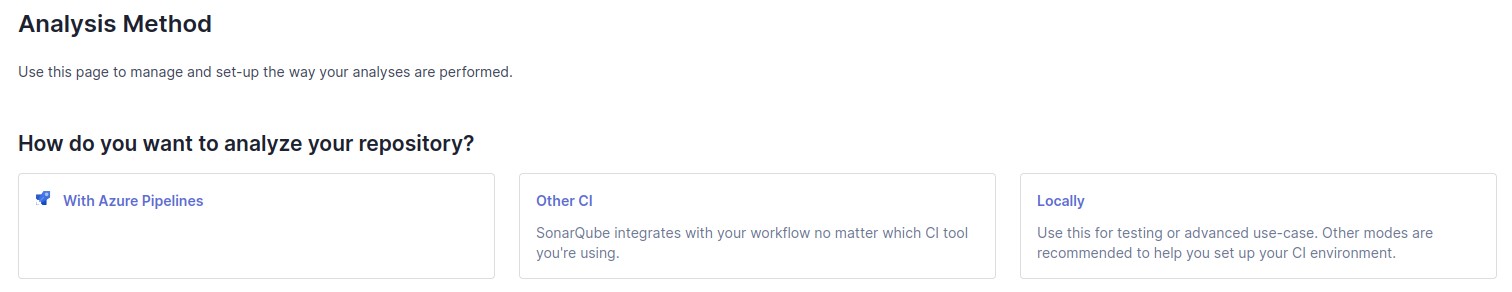 Analysis Method
Use this page to manage and set-up the way your analyses are performed.
How do you want to analyze your repository?
With Azure Pipelines
Other CI
SonarQube integrates with your workflow no matter which CI tool
you're using.
Locally
Use this for testing or advanced use-case. Other modes are
recommended to help you set up your CI environment.